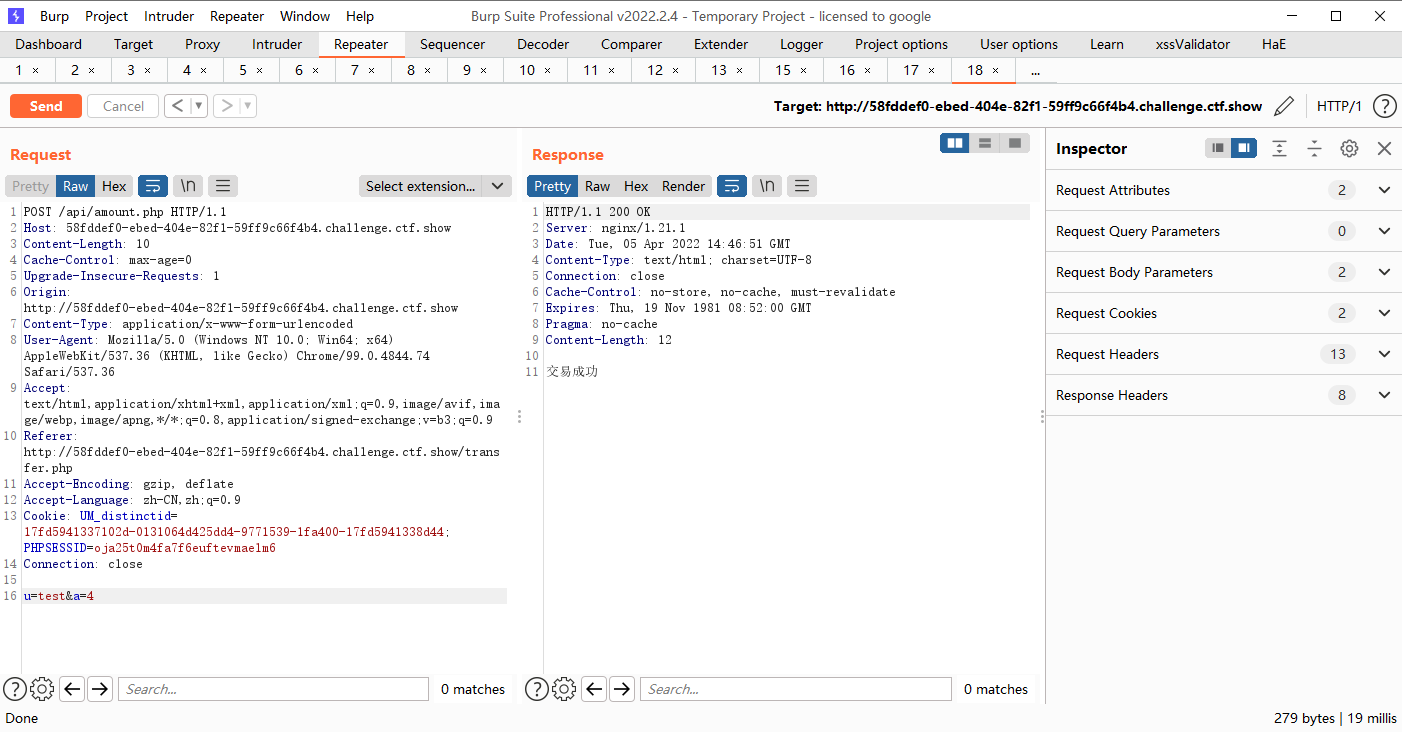 Burp Project Intruder Repeater Window Help Burp Suite Professional v2022.2.4 - Temporary Project - licensed to google
Dashboard Target Proxy Intruder Repeater Sequencer Decoder Comparer Extender Logger Project options User options Learn xssValidator HaE
1 × 2 × 3 × 4 × 5 × 6 × 7 × 8 × 9 × 10 × 11 × 12 × 13 × 15 × 16 × 17 × 18 × ...
Send Cancel < > Target: http://58fddef0-ebed-404e-82f1-59ff9c66f4b4.challenge.ctf.show HTTP/1 ?
Request
Pretty Raw Hex \n Select extension...
1 POST /api/amount.php HTTP/1.1
2 Host: 58fddef0-ebed-404e-82f1-59ff9c66f4b4.challenge.ctf.show
3 Content-Length: 10
4 Cache-Control: max-age=0
5 Upgrade-Insecure-Requests: 1
6 Origin:
http://58fddef0-ebed-404e-82f1-59ff9c66f4b4.challenge.ctf.show
7 Content-Type: application/x-www-form-urlencoded
8 User-Agent: Mozilla/5.0 (Windows NT 10.0; Win64; x64)
AppleWebKit/537.36 (KHTML, like Gecko) Chrome/99.0.4844.74
Safari/537.36
9 Accept:
text/html,application/xhtml+xml,application/xml;q=0.9,image/avif,ima
ge/webp,image/apng,*/*;q=0.8,application/signed-exchange;v=b3;q=0.9
10 Referer:
http://58fddef0-ebed-404e-82f1-59ff9c66f4b4.challenge.ctf.show/trans
fer.php
11 Accept-Encoding: gzip, deflate
12 Accept-Language: zh-CN,zh;q=0.9
13 Cookie: UM_distinctid=
17fd5941337102d-0131064d425dd4-9771539-1fa400-17fd5941338d44;
PHPSESSID=oja25t0m4fa7f6euftevmaelm6
14 Connection: close
15
16 u=test&a=4
? Search... 0 matches
Response
Pretty Raw Hex Render \n
1 HTTP/1.1 200 OK
2 Server: nginx/1.21.1
3 Date: Tue, 05 Apr 2022 14:46:51 GMT
4 Content-Type: text/html; charset=UTF-8
5 Connection: close
6 Cache-Control: no-store, no-cache, must-revalidate
7 Expires: Thu, 19 Nov 1981 08:52:00 GMT
8 Pragma: no-cache
9 Content-Length: 12
10
11 交易成功
? Search... 0 matches
Inspector
Request Attributes 2
Request Query Parameters 0
Request Body Parameters 2
Request Cookies 2
Request Headers 13
Response Headers 8
Done 279 bytes | 19 millis